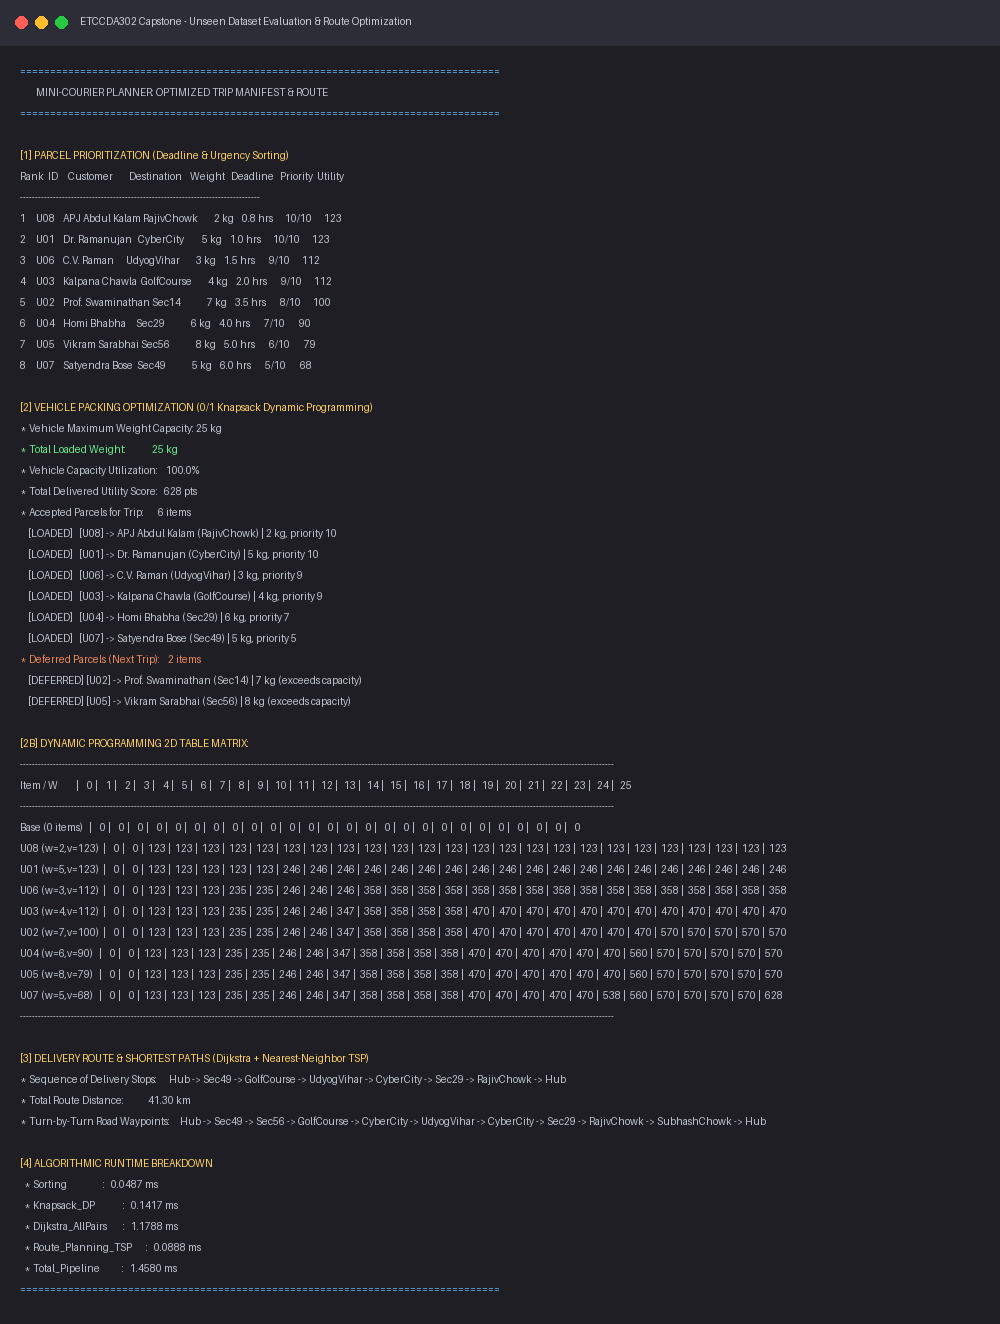 ETCCDA302 Capstone - Unseen Dataset Evaluation & Route Optimization
================================================================================
MINI-COURIER PLANNER: OPTIMIZED TRIP MANIFEST & ROUTE
================================================================================
[1] PARCEL PRIORITIZATION (Deadline & Urgency Sorting)
Rank ID Customer Destination Weight Deadline Priority Utility
--------------------------------------------------------------------------------
1 U08 APJ Abdul Kalam RajivChowk 2 kg 0.8 hrs 10/10 123
2 U01 Dr. Ramanujan CyberCity 5 kg 1.0 hrs 10/10 123
3 U06 C.V. Raman UdyogVihar 3 kg 1.5 hrs 9/10 112
4 U03 Kalpana Chawla GolfCourse 4 kg 2.0 hrs 9/10 112
5 U02 Prof. Swaminathan Sec14 7 kg 3.5 hrs 8/10 100
6 U04 Homi Bhabha Sec29 6 kg 4.0 hrs 7/10 90
7 U05 Vikram Sarabhai Sec56 8 kg 5.0 hrs 6/10 79
8 U07 Satyendra Bose Sec49 5 kg 6.0 hrs 5/10 68
[2] VEHICLE PACKING OPTIMIZATION (0/1 Knapsack Dynamic Programming)
* Vehicle Maximum Weight Capacity: 25 kg
* Total Loaded Weight: 25 kg
* Vehicle Capacity Utilization: 100.0%
* Total Delivered Utility Score: 628 pts
* Accepted Parcels for Trip: 6 items
[LOADED] [U08] -> APJ Abdul Kalam (RajivChowk) | 2 kg, priority 10
[LOADED] [U01] -> Dr. Ramanujan (CyberCity) | 5 kg, priority 10
[LOADED] [U06] -> C.V. Raman (UdyogVihar) | 3 kg, priority 9
[LOADED] [U03] -> Kalpana Chawla (GolfCourse) | 4 kg, priority 9
[LOADED] [U04] -> Homi Bhabha (Sec29) | 6 kg, priority 7
[LOADED] [U07] -> Satyendra Bose (Sec49) | 5 kg, priority 5
* Deferred Parcels (Next Trip): 2 items
[DEFERRED] [U02] -> Prof. Swaminathan (Sec14) | 7 kg (exceeds capacity)
[DEFERRED] [U05] -> Vikram Sarabhai (Sec56) | 8 kg (exceeds capacity)
[2B] DYNAMIC PROGRAMMING 2D TABLE MATRIX:
--------------------------------------------------------------------------------
Item / W | 0 | 1 | 2 | 3 | 4 | 5 | 6 | 7 | 8 | 9 | 10 | 11 | 12 | 13 | 14 | 15 | 16 | 17 | 18 | 19 | 20 | 21 | 22 | 23 | 24 | 25
--------------------------------------------------------------------------------
Base (0 items) | 0 | 0 | 0 | 0 | 0 | 0 | 0 | 0 | 0 | 0 | 0 | 0 | 0 | 0 | 0 | 0 | 0 | 0 | 0 | 0 | 0 | 0 | 0 | 0 | 0 | 0
U08 (w=2,v=123) | 0 | 0 | 123 | 123 | 123 | 123 | 123 | 123 | 123 | 123 | 123 | 123 | 123 | 123 | 123 | 123 | 123 | 123 | 123 | 123 | 123 | 123 | 123 | 123 | 123 | 123
U01 (w=5,v=123) | 0 | 0 | 123 | 123 | 123 | 123 | 123 | 246 | 246 | 246 | 246 | 246 | 246 | 246 | 246 | 246 | 246 | 246 | 246 | 246 | 246 | 246 | 246 | 246 | 246 | 246
U06 (w=3,v=112) | 0 | 0 | 123 | 123 | 123 | 235 | 235 | 246 | 246 | 246 | 358 | 358 | 358 | 358 | 358 | 358 | 358 | 358 | 358 | 358 | 358 | 358 | 358 | 358 | 358 | 358
U03 (w=4,v=112) | 0 | 0 | 123 | 123 | 123 | 235 | 235 | 246 | 246 | 347 | 358 | 358 | 358 | 358 | 470 | 470 | 470 | 470 | 470 | 470 | 470 | 470 | 470 | 470 | 470 | 470
U02 (w=7,v=100) | 0 | 0 | 123 | 123 | 123 | 235 | 235 | 246 | 246 | 347 | 358 | 358 | 358 | 358 | 470 | 470 | 470 | 470 | 470 | 470 | 470 | 570 | 570 | 570 | 570 | 570
U04 (w=6,v=90) | 0 | 0 | 123 | 123 | 123 | 235 | 235 | 246 | 246 | 347 | 358 | 358 | 358 | 358 | 470 | 470 | 470 | 470 | 470 | 470 | 560 | 570 | 570 | 570 | 570 | 570
U05 (w=8,v=79) | 0 | 0 | 123 | 123 | 123 | 235 | 235 | 246 | 246 | 347 | 358 | 358 | 358 | 358 | 470 | 470 | 470 | 470 | 470 | 470 | 560 | 570 | 570 | 570 | 570 | 570
U07 (w=5,v=68) | 0 | 0 | 123 | 123 | 123 | 235 | 235 | 246 | 246 | 347 | 358 | 358 | 358 | 358 | 470 | 470 | 470 | 470 | 470 | 538 | 560 | 570 | 570 | 570 | 570 | 628
--------------------------------------------------------------------------------
[3] DELIVERY ROUTE & SHORTEST PATHS (Dijkstra + Nearest-Neighbor TSP)
* Sequence of Delivery Stops: Hub -> Sec49 -> GolfCourse -> UdyogVihar -> CyberCity -> Sec29 -> RajivChowk -> Hub
* Total Route Distance: 41.30 km
* Turn-by-Turn Road Waypoints: Hub -> Sec49 -> Sec56 -> GolfCourse -> CyberCity -> UdyogVihar -> CyberCity -> Sec29 -> RajivChowk -> SubhashChowk -> Hub
[4] ALGORITHMIC RUNTIME BREAKDOWN
* Sorting : 0.0487 ms
* Knapsack_DP : 0.1417 ms
* Dijkstra_AllPairs : 1.1788 ms
* Route_Planning_TSP : 0.0888 ms
* Total_Pipeline : 1.4580 ms
================================================================================